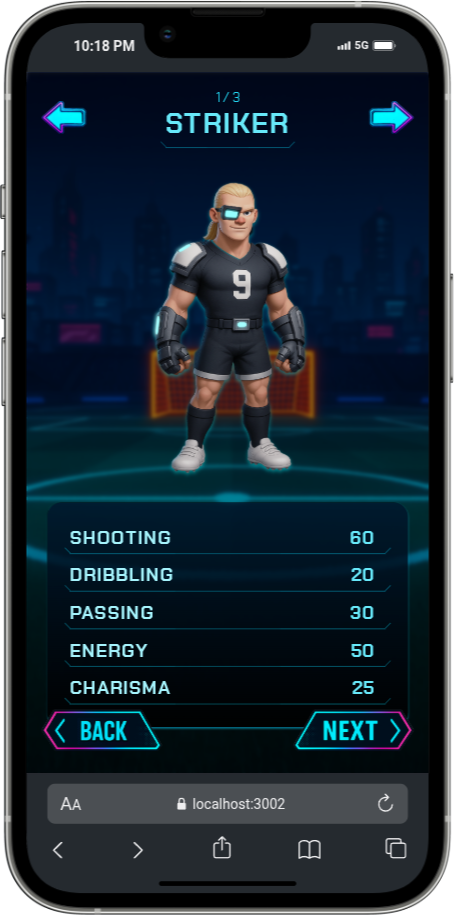 10:18 PM 5G
1/3
STRIKER
9
SHOOTING 60
DRIBBLING 20
PASSING 30
ENERGY 50
CHARISMA 25
BACK NEXT
AA localhost:3002